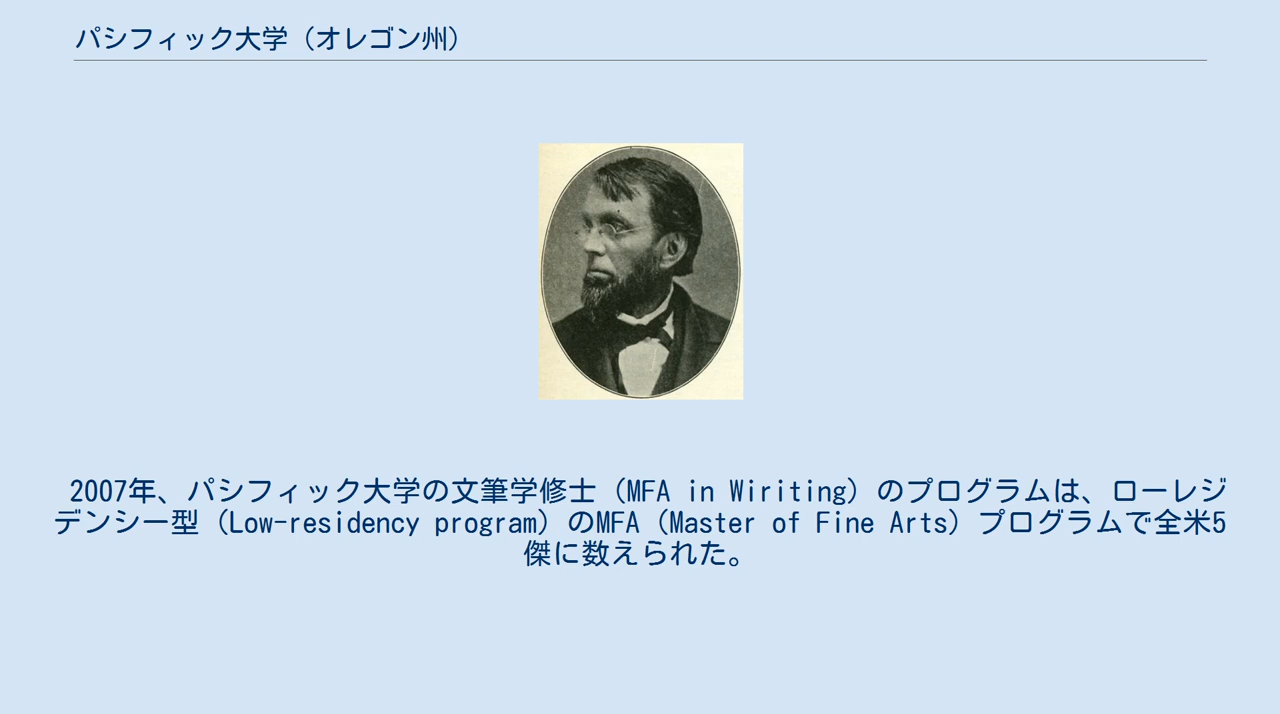 パシフィック大学（オレゴン州）
2007年、パシフィック大学の文筆学修士（MFA in Wiriting）のプログラムは、ローレジ
デンシー型（Low-residency program）のMFA（Master of Fine Arts）プログラムで全米5
傑に数えられた。